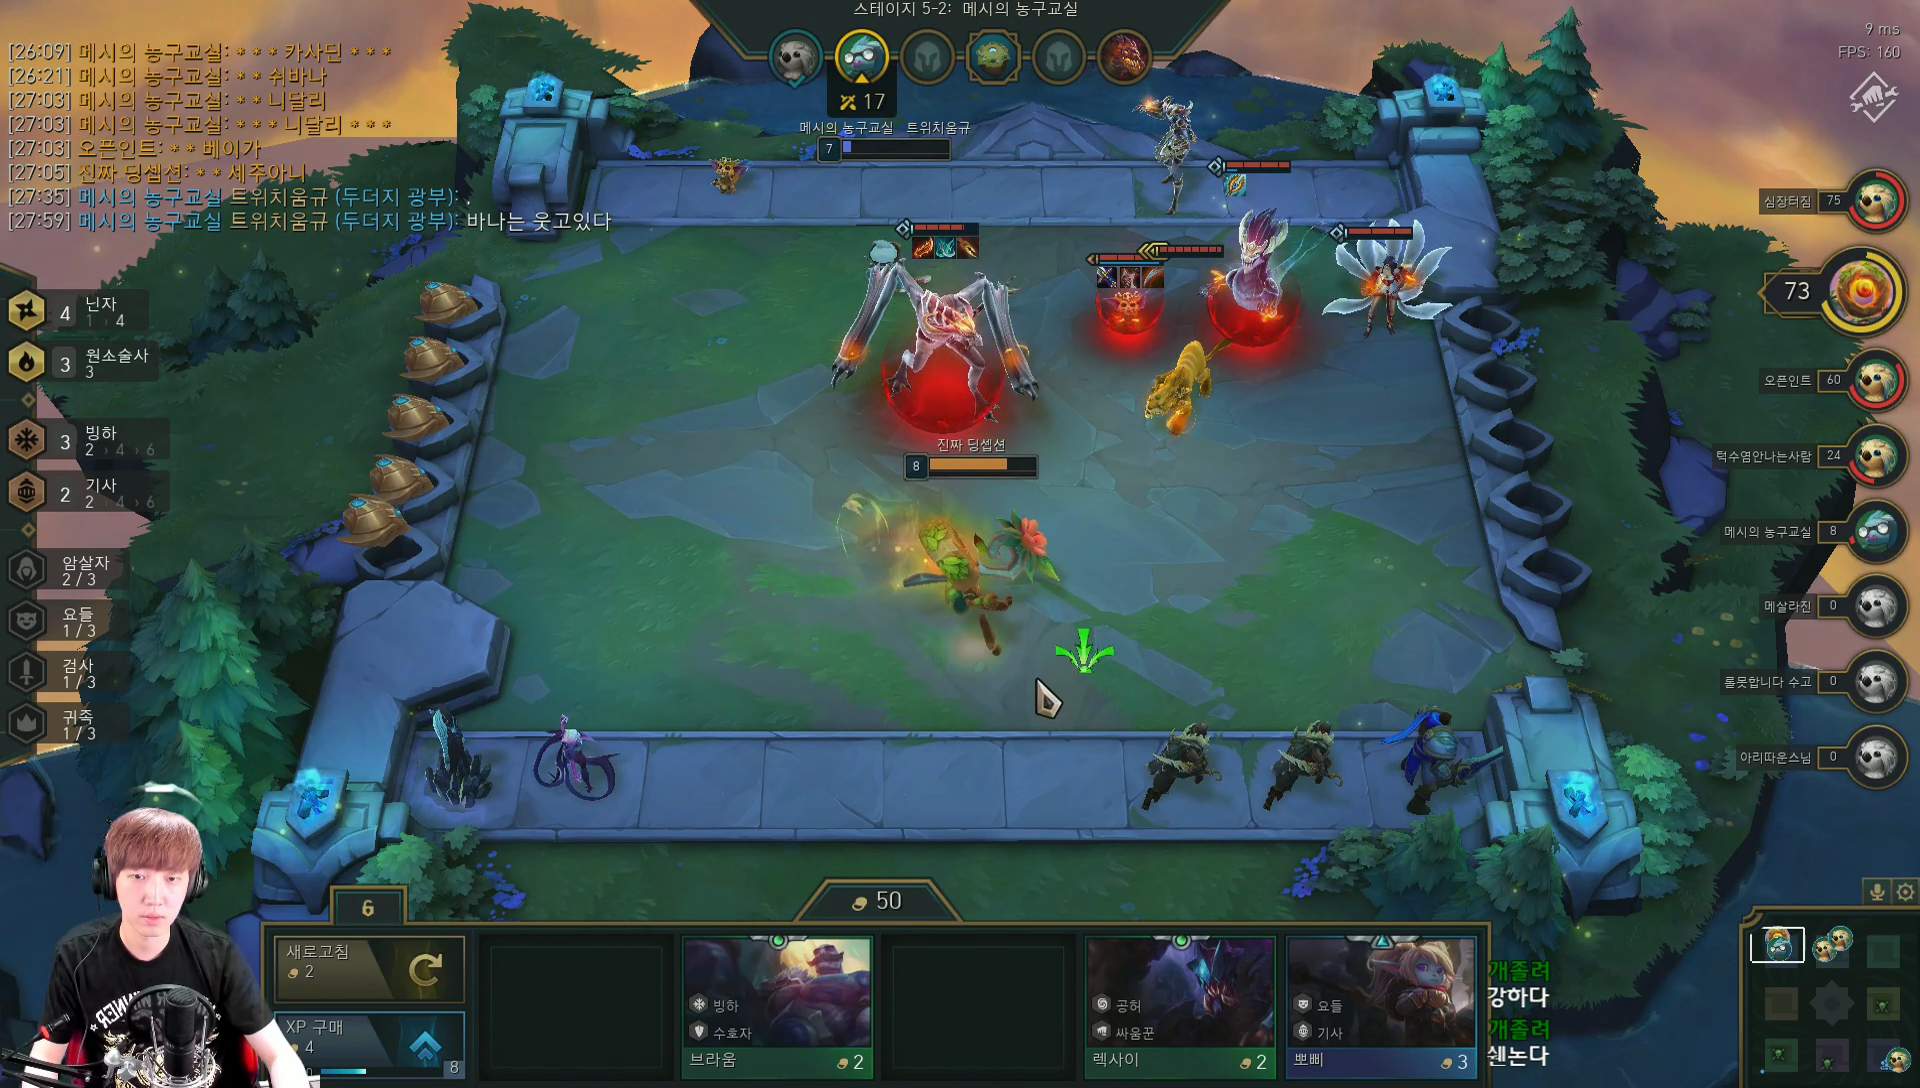 스테이지 5-2: 메시의 농구교실
9 ms
FPS: 160
[26:09] 메시의 농구교실: * * * 카사딘 * * *
[26:21] 메시의 농구교실: * * 쉬바나
[27:03] 메시의 농구교실: * * 니달리
[27:03] 메시의 농구교실: * * * 니달리 * * *
[27:03] 오픈인트: * * 베이가
[27:05] 진짜 딩셉션: * * 세주아니
[27:35] 메시의 농구교실 트위치움규 (두더지 광부): .
[27:59] 메시의 농구교실 트위치움규 (두더지 광부): 바나는 웃고있다
17
메시의 농구교실 트위치움규
7
심장터짐 75
73
오픈인트 60
턱수염안나는사람 24
메시의 농구교실 8
메살라진 0
롤못합니다 수고 0
아리따운스님 0
4 닌자
1 › 4
3 원소술사
3
3 빙하
2 › 4 › 6
2 기사
2 › 4 › 6
암살자
2 / 3
요들
1 / 3
검사
1 / 3
귀족
1 / 3
진짜 딩셉션
8
6
50
새로고침
2
XP 구매
4
8
빙하
수호자
브라움 2
공허
싸움꾼
렉사이 2
요들
기사
뽀삐 3
개졸려
강하다
개졸려
쉔논다